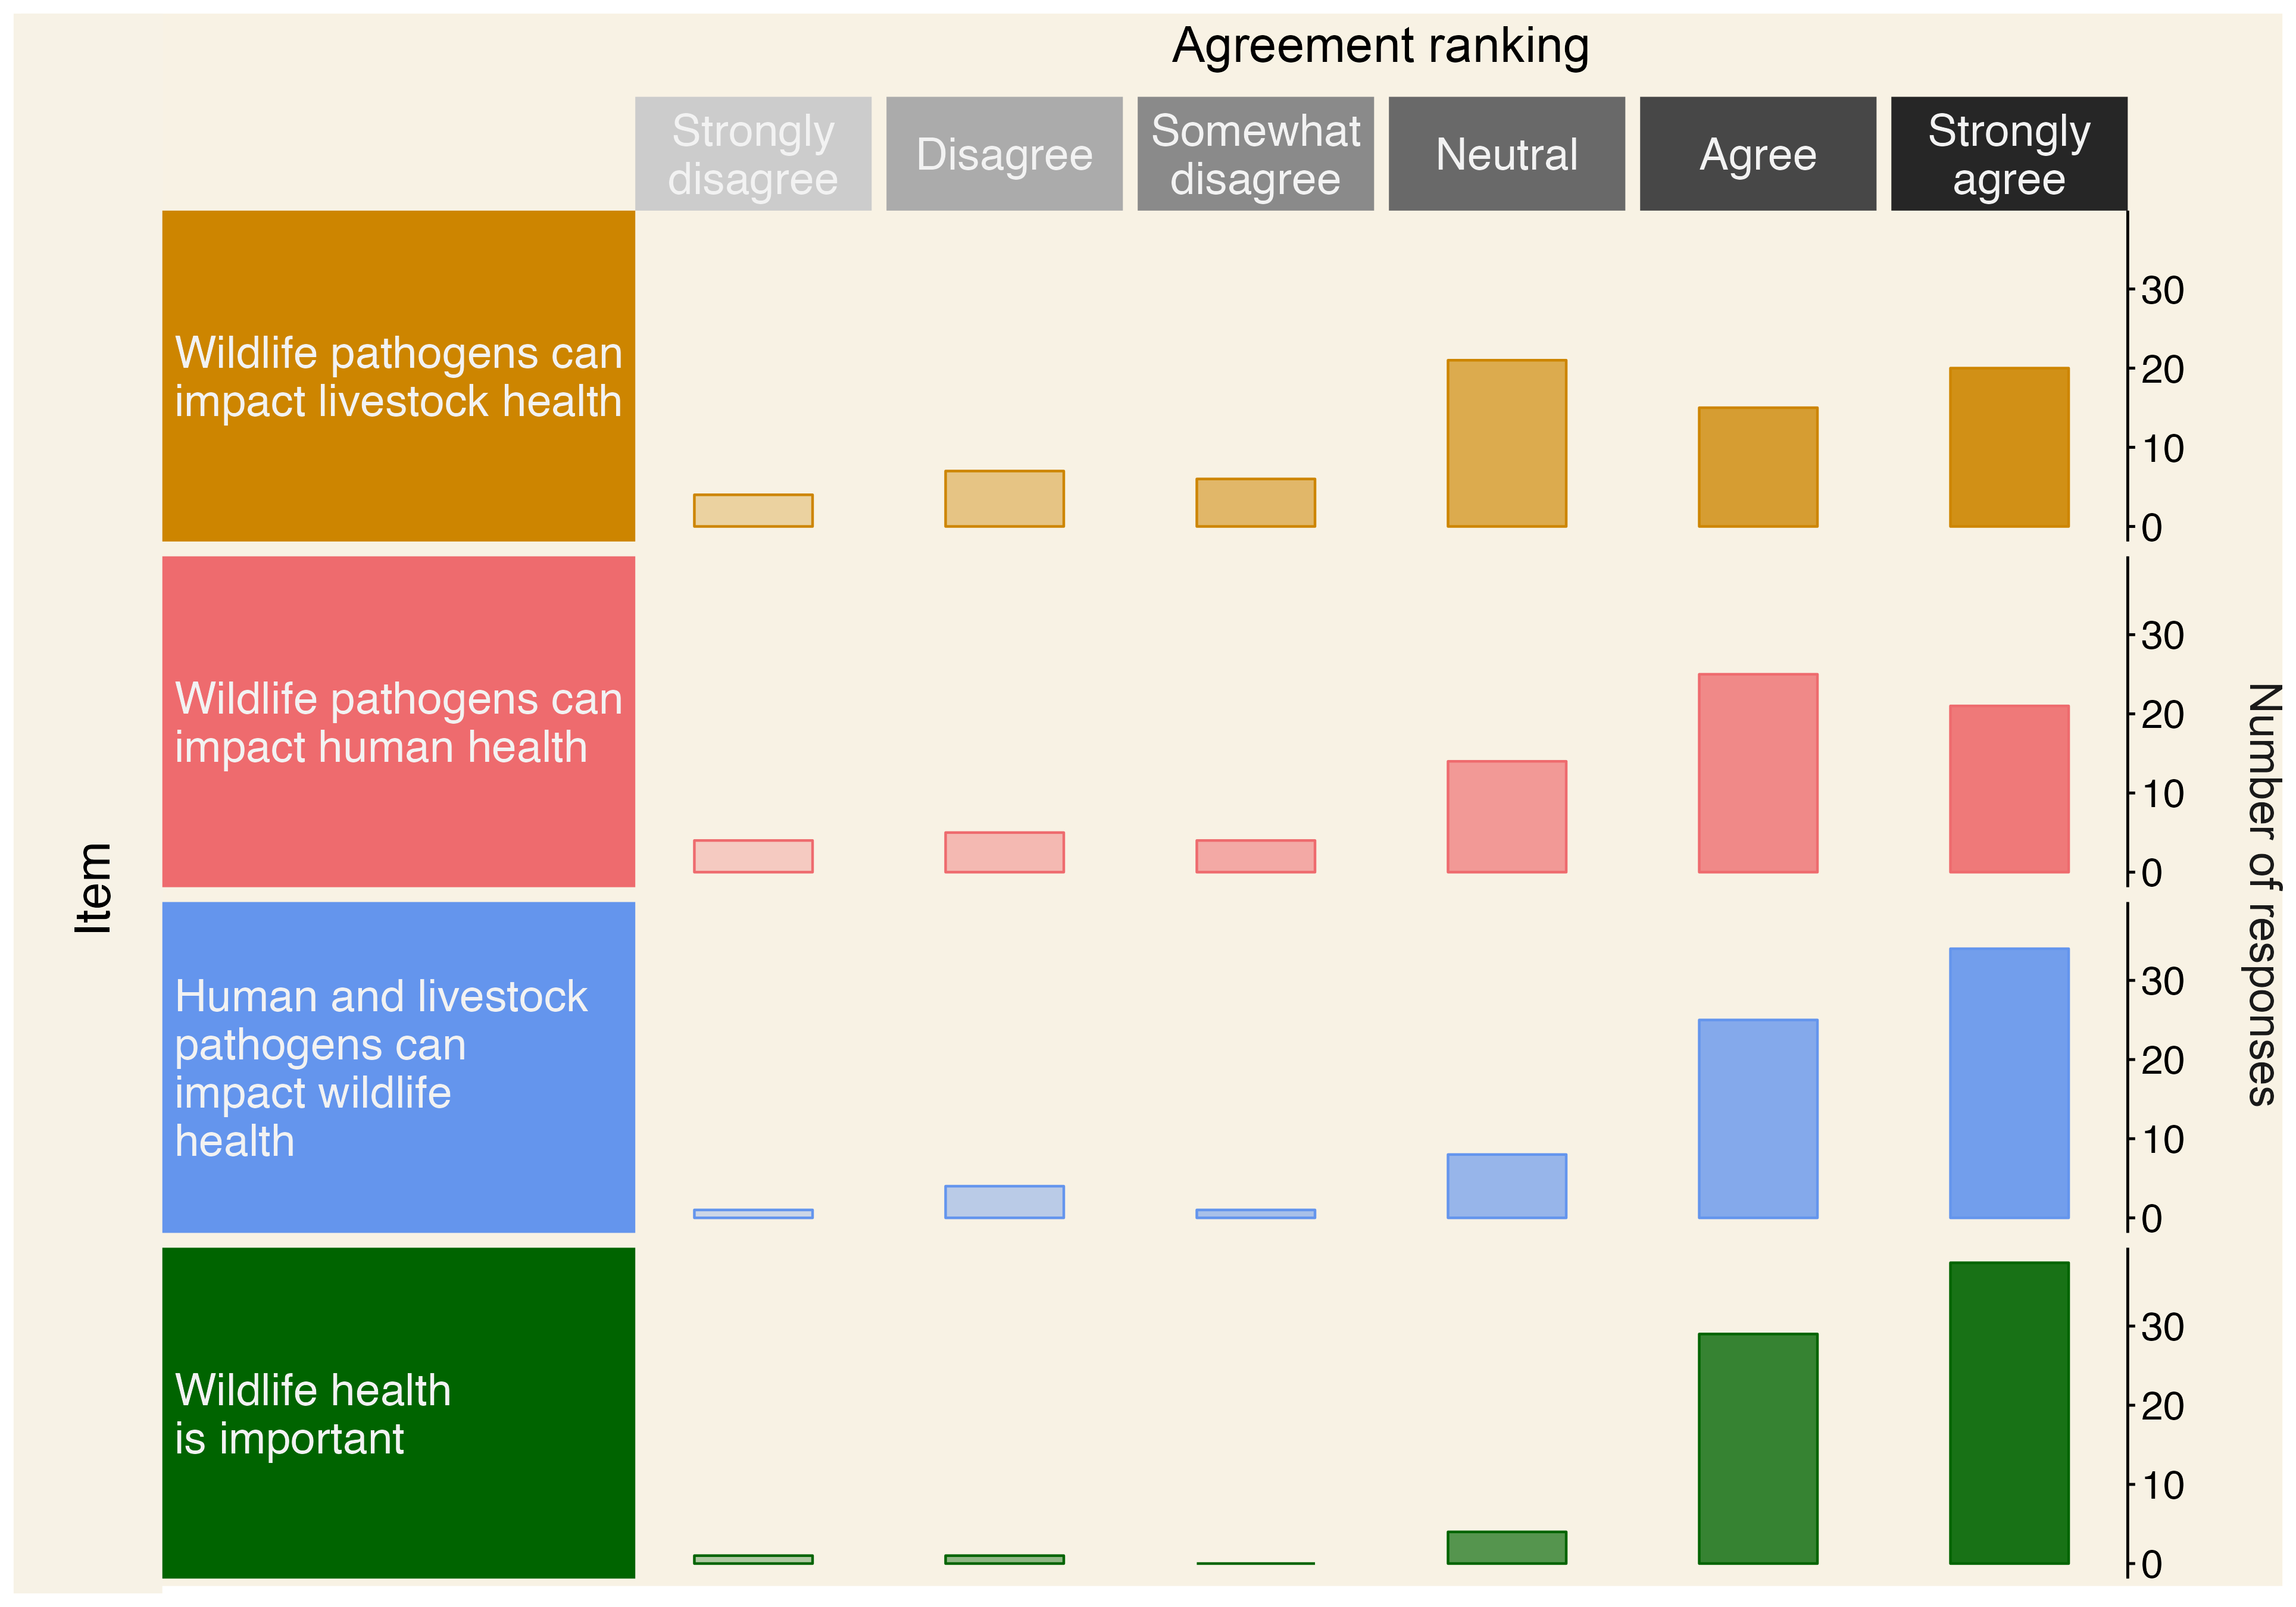 Agreement ranking
Strongly
disagree
Disagree
Somewhat
disagree
Neutral
Agree
Strongly
agree
Wildlife pathogens can
impact livestock health
30
20
10
0
Wildlife pathogens can
impact human health
30
20
10
0
Human and livestock
pathogens can
impact wildlife
health
30
20
10
0
Wildlife health
is important
30
20
10
0
Item
Number of responses